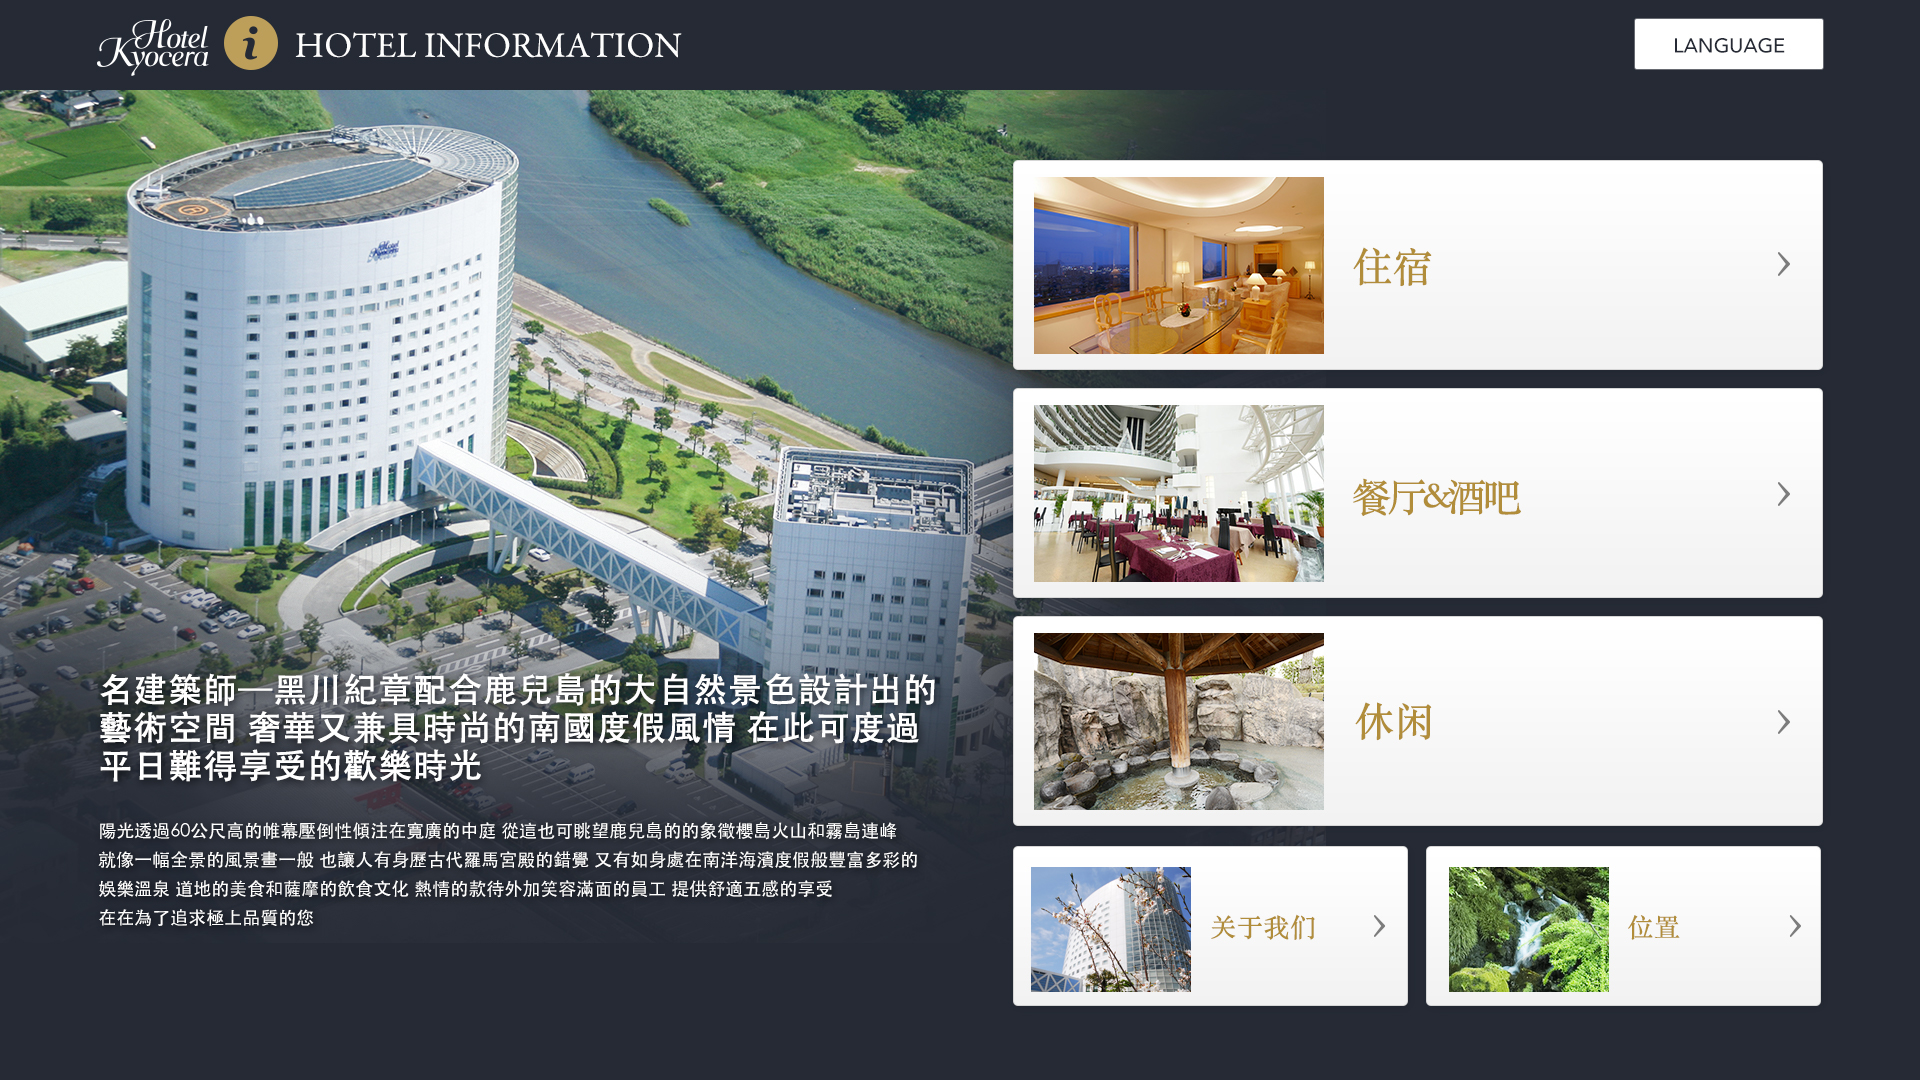 Hotel
Kyocera
i
HOTEL INFORMATION
LANGUAGE
Hotel
Kyocera
名建築師—黑川紀章配合鹿兒島的大自然景色設計出的
藝術空間 奢華又兼具時尚的南國度假風情 在此可度過
平日難得享受的歡樂時光
陽光透過60公尺高的帷幕壓倒性傾注在寬廣的中庭 從這也可眺望鹿兒島的的象徵櫻島火山和霧島連峰
就像一幅全景的風景畫一般 也讓人有身歷古代羅馬宮殿的錯覺 又有如身處在南洋海濱度假般豐富多彩的
娛樂溫泉 道地的美食和薩摩的飲食文化 熱情的款待外加笑容滿面的員工 提供舒適五感的享受
在在為了追求極上品質的您
住宿
餐厅&酒吧
休闲
关于我们
位置